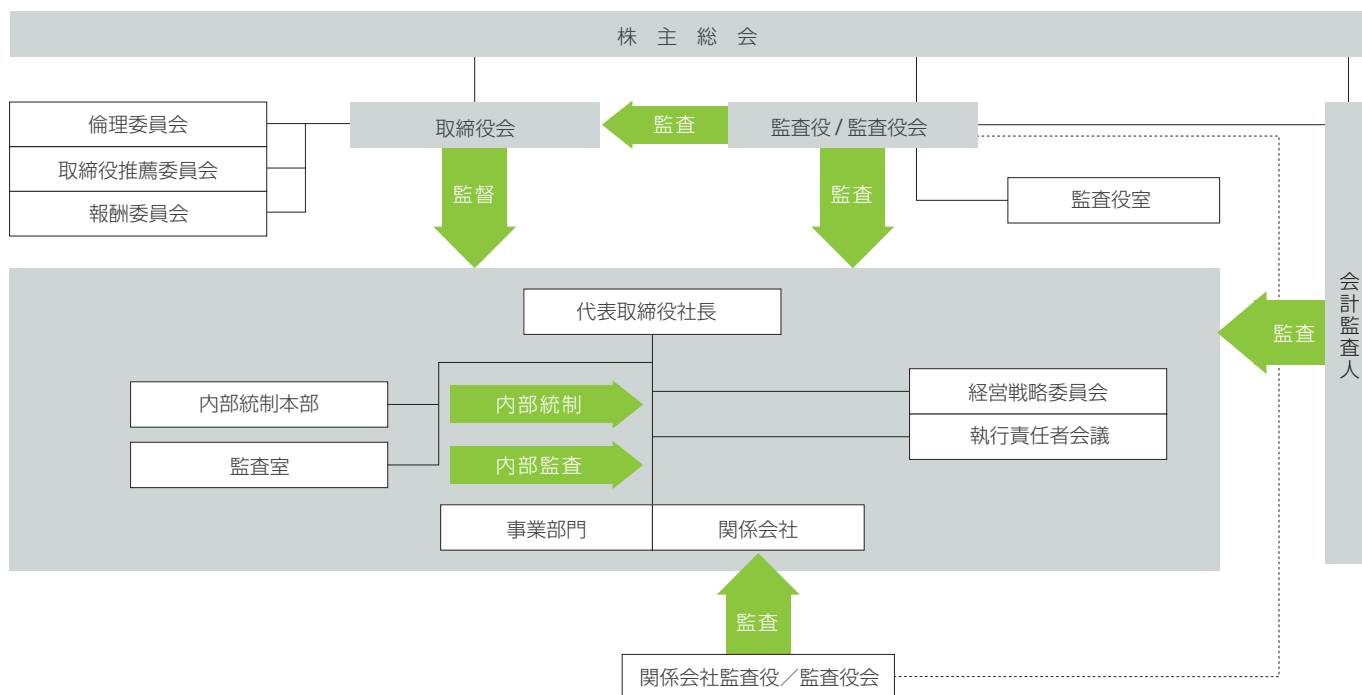 株主総会
倫理委員会
取締役推薦委員会
報酬委員会
取締役会
監査
監査役 / 監査役会
監督
監査
監査役室
会計監査人
監査
代表取締役社長
内部統制本部
内部統制
経営戦略委員会
執行責任者会議
監査室
内部監査
事業部門
関係会社
監査
関係会社監査役／監査役会